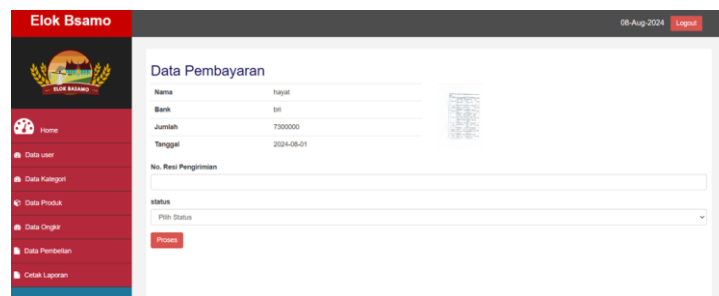 Elok Bsamo
08-Aug-2024 Logout
ELOK BASAMO
Home
Data user
Data Kategori
Data Produk
Data Ongkir
Data Pembelian
Cetak Laporan
Data Pembayaran
Nama hayat
Bank bri
Jumlah 7300000
Tanggal 2024-08-01
No. Resi Pengirimian
status
Pilih Status
Proses